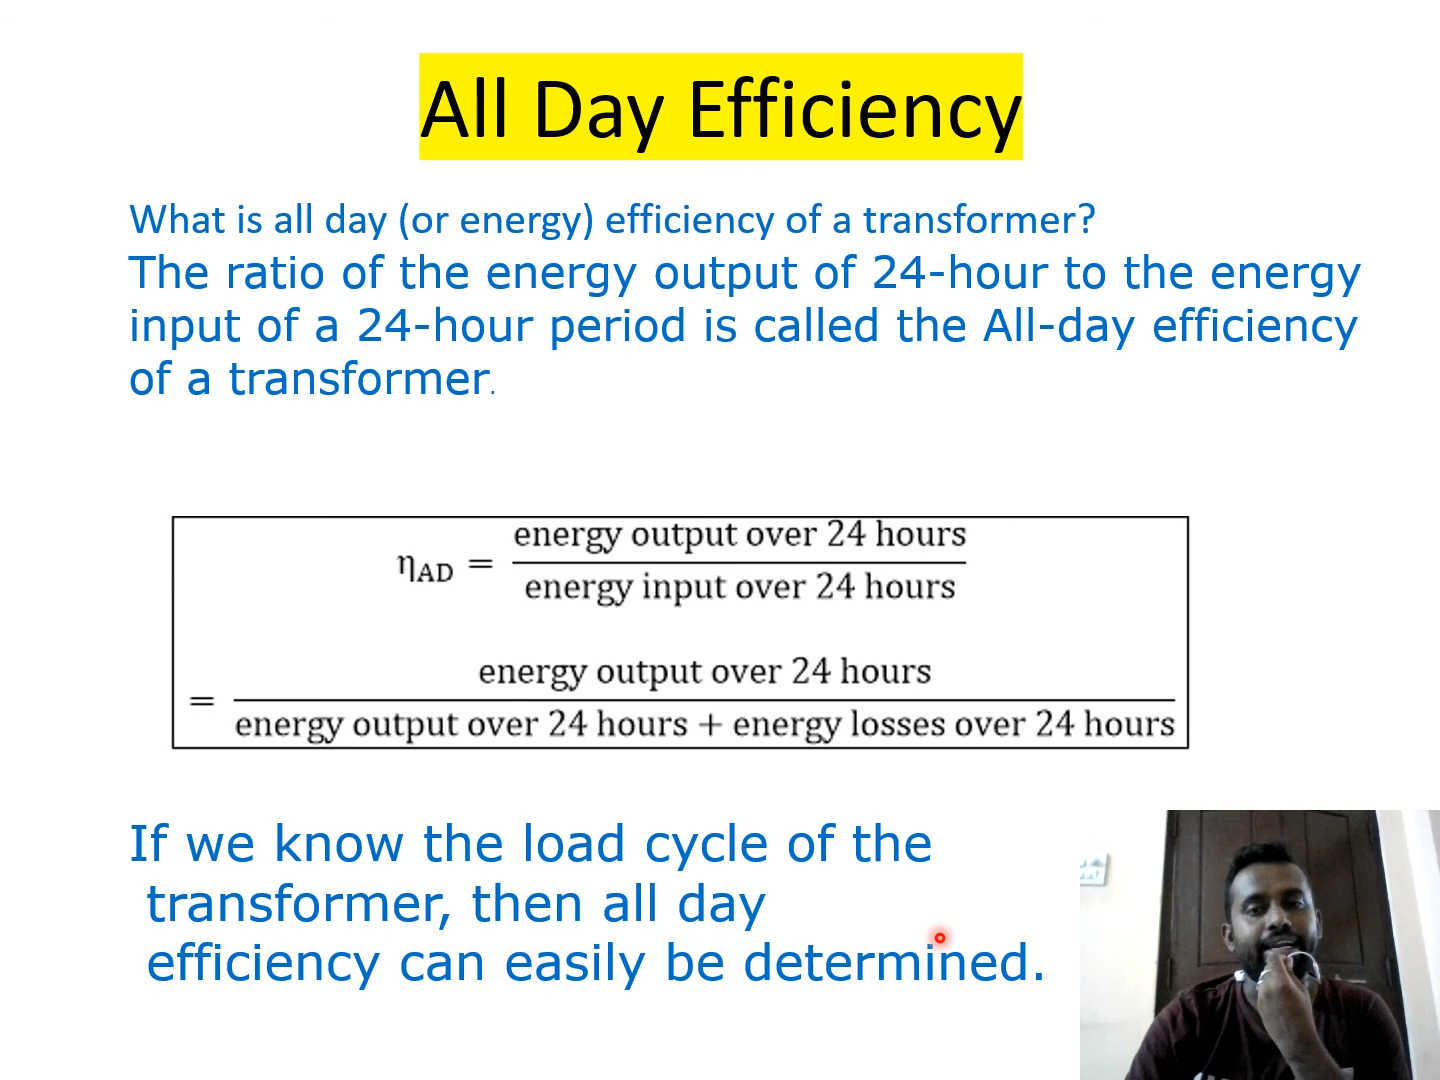 All Day Efficiency
What is all day (or energy) efficiency of a transformer?
The ratio of the energy output of 24-hour to the energy
input of a 24-hour period is called the All-day efficiency
of a transformer.
ηAD = energy output over 24 hours
energy input over 24 hours
= energy output over 24 hours
energy output over 24 hours + energy losses over 24 hours
If we know the load cycle of the
transformer, then all day
efficiency can easily be determined.